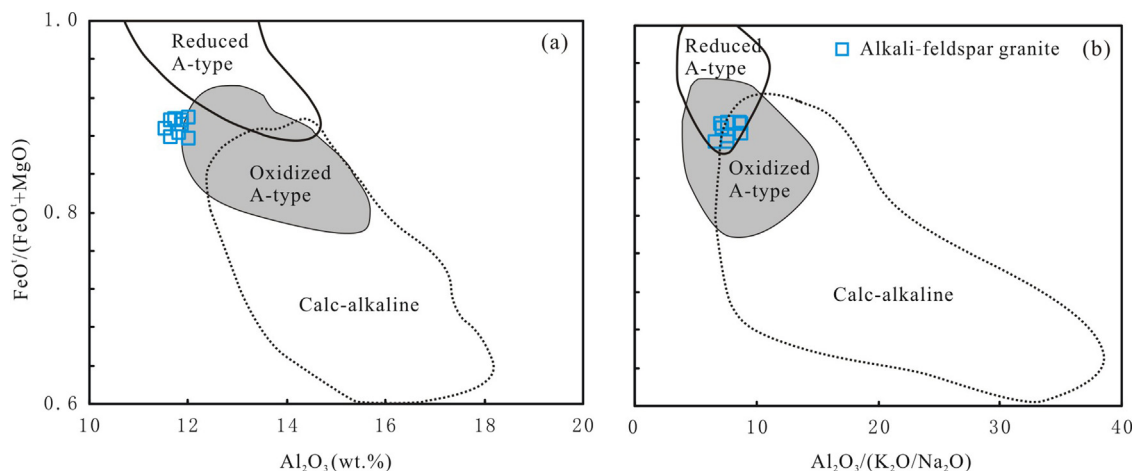 1.0
0.8
0.6
FeOᵗ/(FeOᵗ+MgO)
Reduced
A-type
(a)
Oxidized
A-type
Calc-alkaline
10
12
14
16
18
20
Al₂O₃(wt.%)
Reduced
A-type
Alkali-feldspar granite
(b)
Oxidized
A-type
Calc-alkaline
0
10
20
30
40
Al₂O₃/(K₂O/Na₂O)